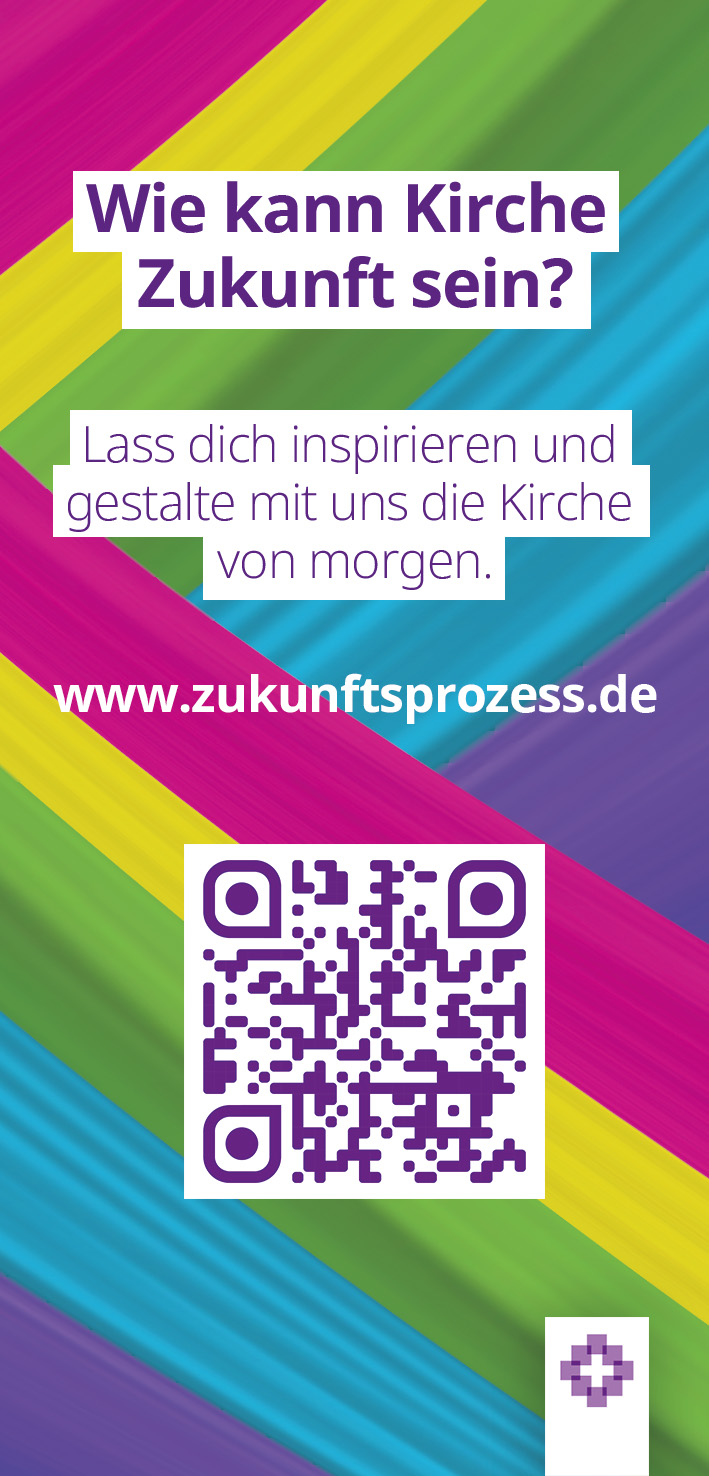 Wie kann Kirche
Zukunft sein?
Lass dich inspirieren und
gestalte mit uns die Kirche
von morgen.
www.zukunftsprozess.de